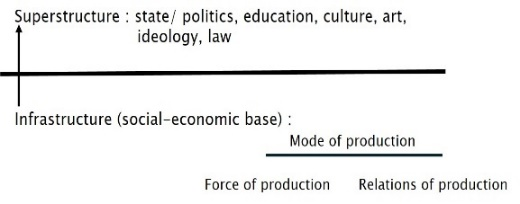 Superstructure : state/ politics, education, culture, art,
ideology, law
Infrastructure (social-economic base) :
Mode of production
Force of production Relations of production